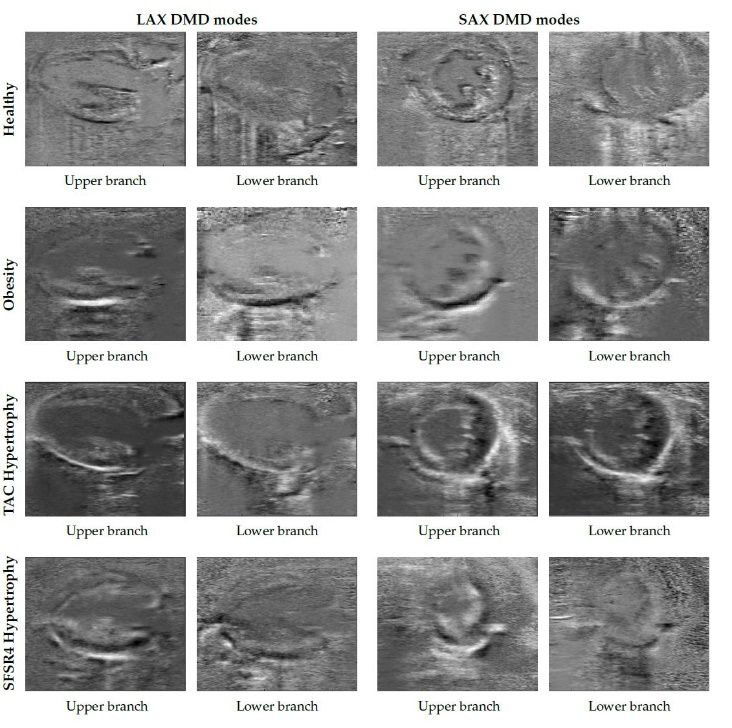 LAX DMD modes
SAX DMD modes
Healthy
Upper branch
Lower branch
Upper branch
Lower branch
Obesity
Upper branch
Lower branch
Upper branch
Lower branch
TAC Hypertrophy
Upper branch
Lower branch
Upper branch
Lower branch
SFSR4 Hypertrophy
Upper branch
Lower branch
Upper branch
Lower branch